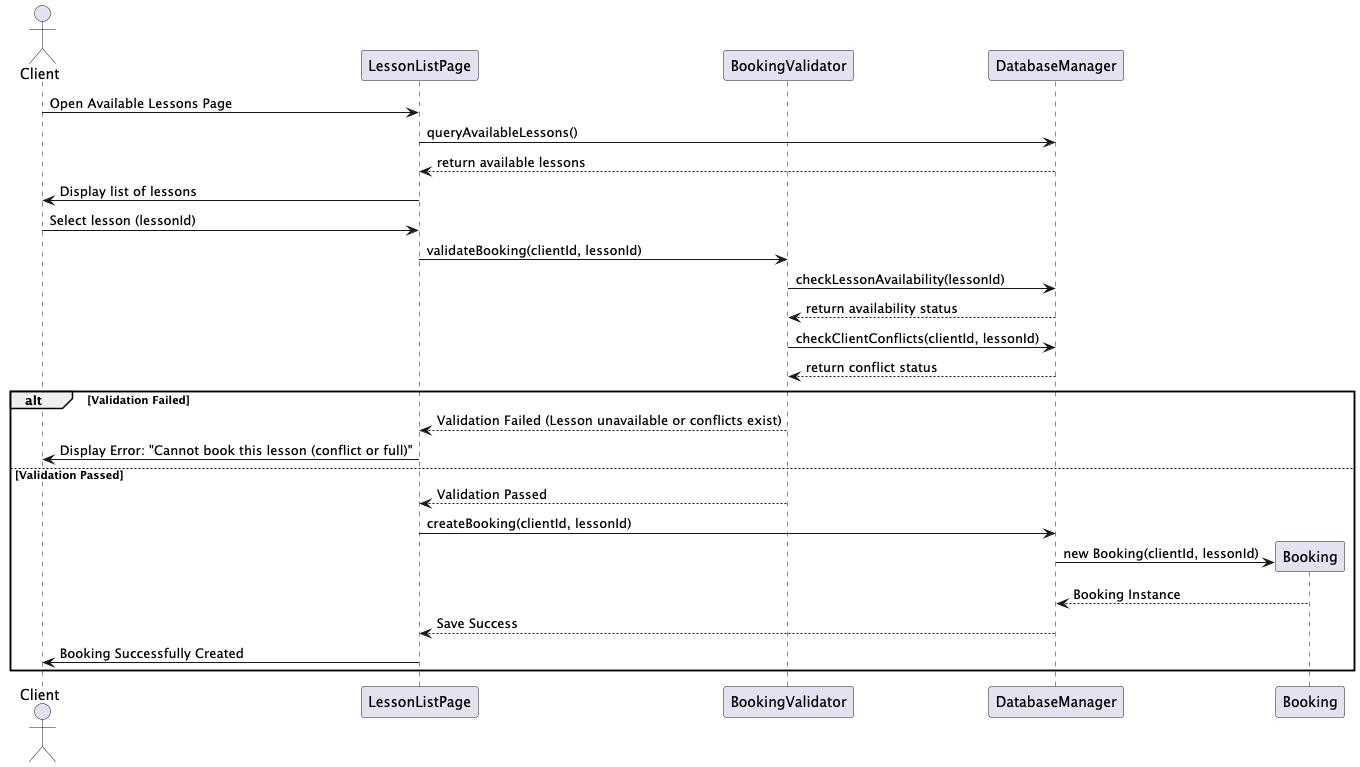 Client
LessonListPage
BookingValidator
DatabaseManager
Open Available Lessons Page
queryAvailableLessons()
return available lessons
Display list of lessons
Select lesson (lessonId)
validateBooking(clientId, lessonId)
checkLessonAvailability(lessonId)
return availability status
checkClientConflicts(clientId, lessonId)
return conflict status
alt
[Validation Failed]
Validation Failed (Lesson unavailable or conflicts exist)
Display Error: "Cannot book this lesson (conflict or full)"
[Validation Passed]
Validation Passed
createBooking(clientId, lessonId)
new Booking(clientId, lessonId)
Booking
Booking Instance
Save Success
Booking Successfully Created
Client
LessonListPage
BookingValidator
DatabaseManager
Booking